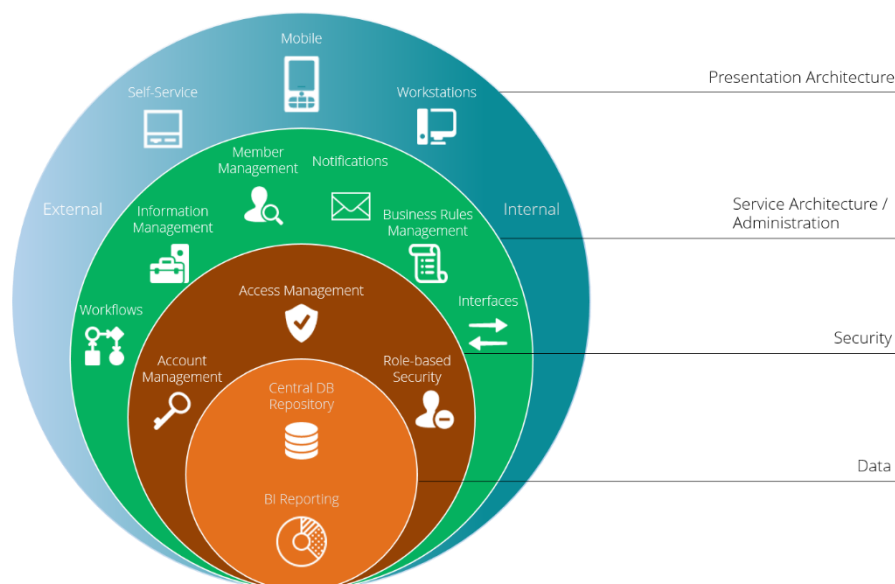 Mobile
Self-Service
Workstations
Presentation Architecture
Member
Management
Notifications
External
Internal
Information
Management
Business Rules
Management
Service Architecture /
Administration
Access Management
Workflows
Interfaces
Security
Account
Management
Role-based
Security
Central DB
Repository
Data
BI Reporting